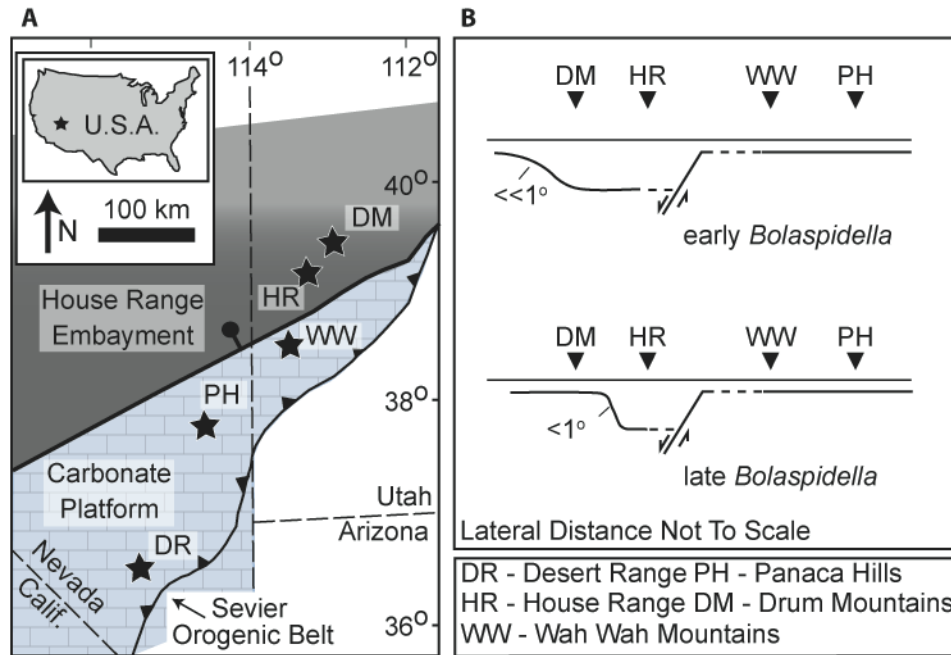 A
B
114°
112°
U.S.A.
100 km
N
40°
DM
HR
House Range
Embayment
WW
PH
38°
Carbonate
Platform
Utah
Arizona
DR
Nevada
Calif.
Sevier
Orogenic Belt
36°
DM HR WW PH
<<1°
early Bolaspidella
DM HR WW PH
<1°
late Bolaspidella
Lateral Distance Not To Scale
DR - Desert Range PH - Panaca Hills
HR - House Range DM - Drum Mountains
WW - Wah Wah Mountains